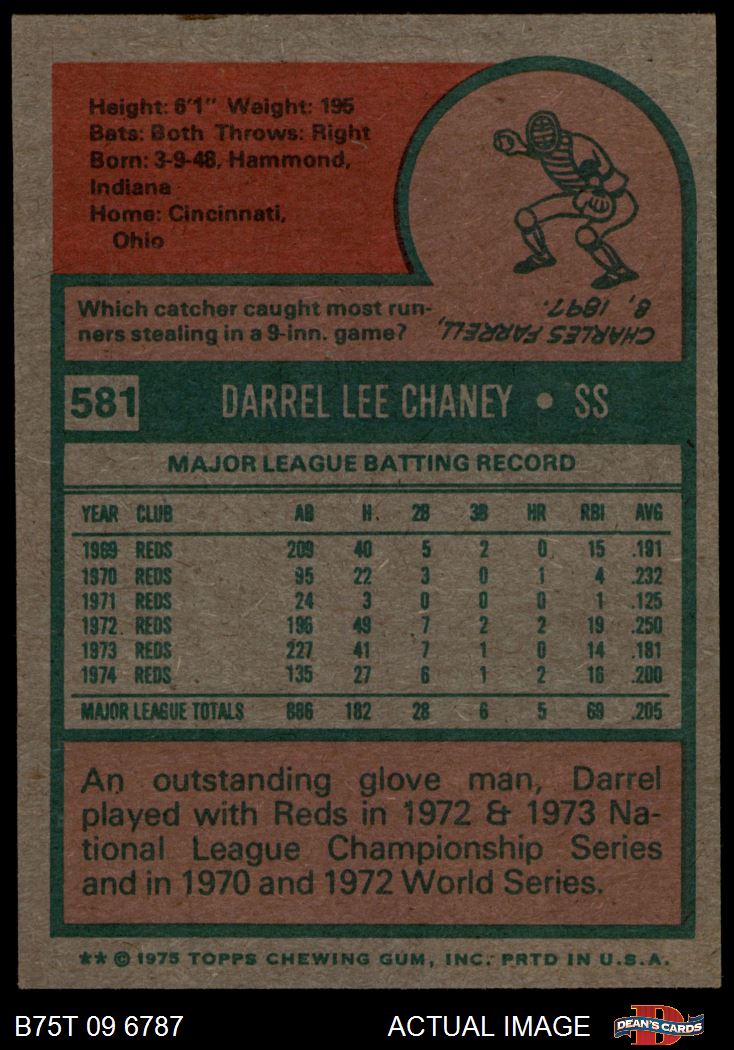 Height: 6'1" Weight: 195
Bats: Both Throws: Right
Born: 3-9-48, Hammond,
Indiana
Home: Cincinnati,
Ohio
Which catcher caught most run-
ners stealing in a 9-inn. game?
CHARLES FARRELL,
8, 1897.
581 DARREL LEE CHANEY • SS
MAJOR LEAGUE BATTING RECORD
YEAR CLUB AB H. 2B 3B HR RBI AVG
1969 REDS 209 40 5 2 0 15 .191
1970 REDS 95 22 3 0 1 4 .232
1971 REDS 24 3 0 0 0 1 .125
1972 REDS 196 49 7 2 2 19 .250
1973 REDS 227 41 7 1 0 14 .181
1974 REDS 135 27 6 1 2 16 .200
MAJOR LEAGUE TOTALS 886 182 28 6 5 69 .205
An outstanding glove man, Darrel
played with Reds in 1972 & 1973 Na-
tional League Championship Series
and in 1970 and 1972 World Series.
** © 1975 TOPPS CHEWING GUM, INC. PRTD IN U.S.A.
B75T 09 6787 ACTUAL IMAGE D DEAN'S CARDS